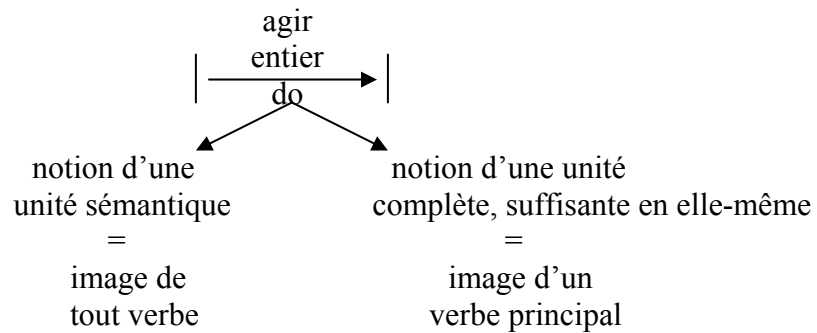 agir
entier
do
notion d’une
unité sémantique
=
image de
tout verbe
notion d’une unité
complète, suffisante en elle-même
=
image d’un
verbe principal